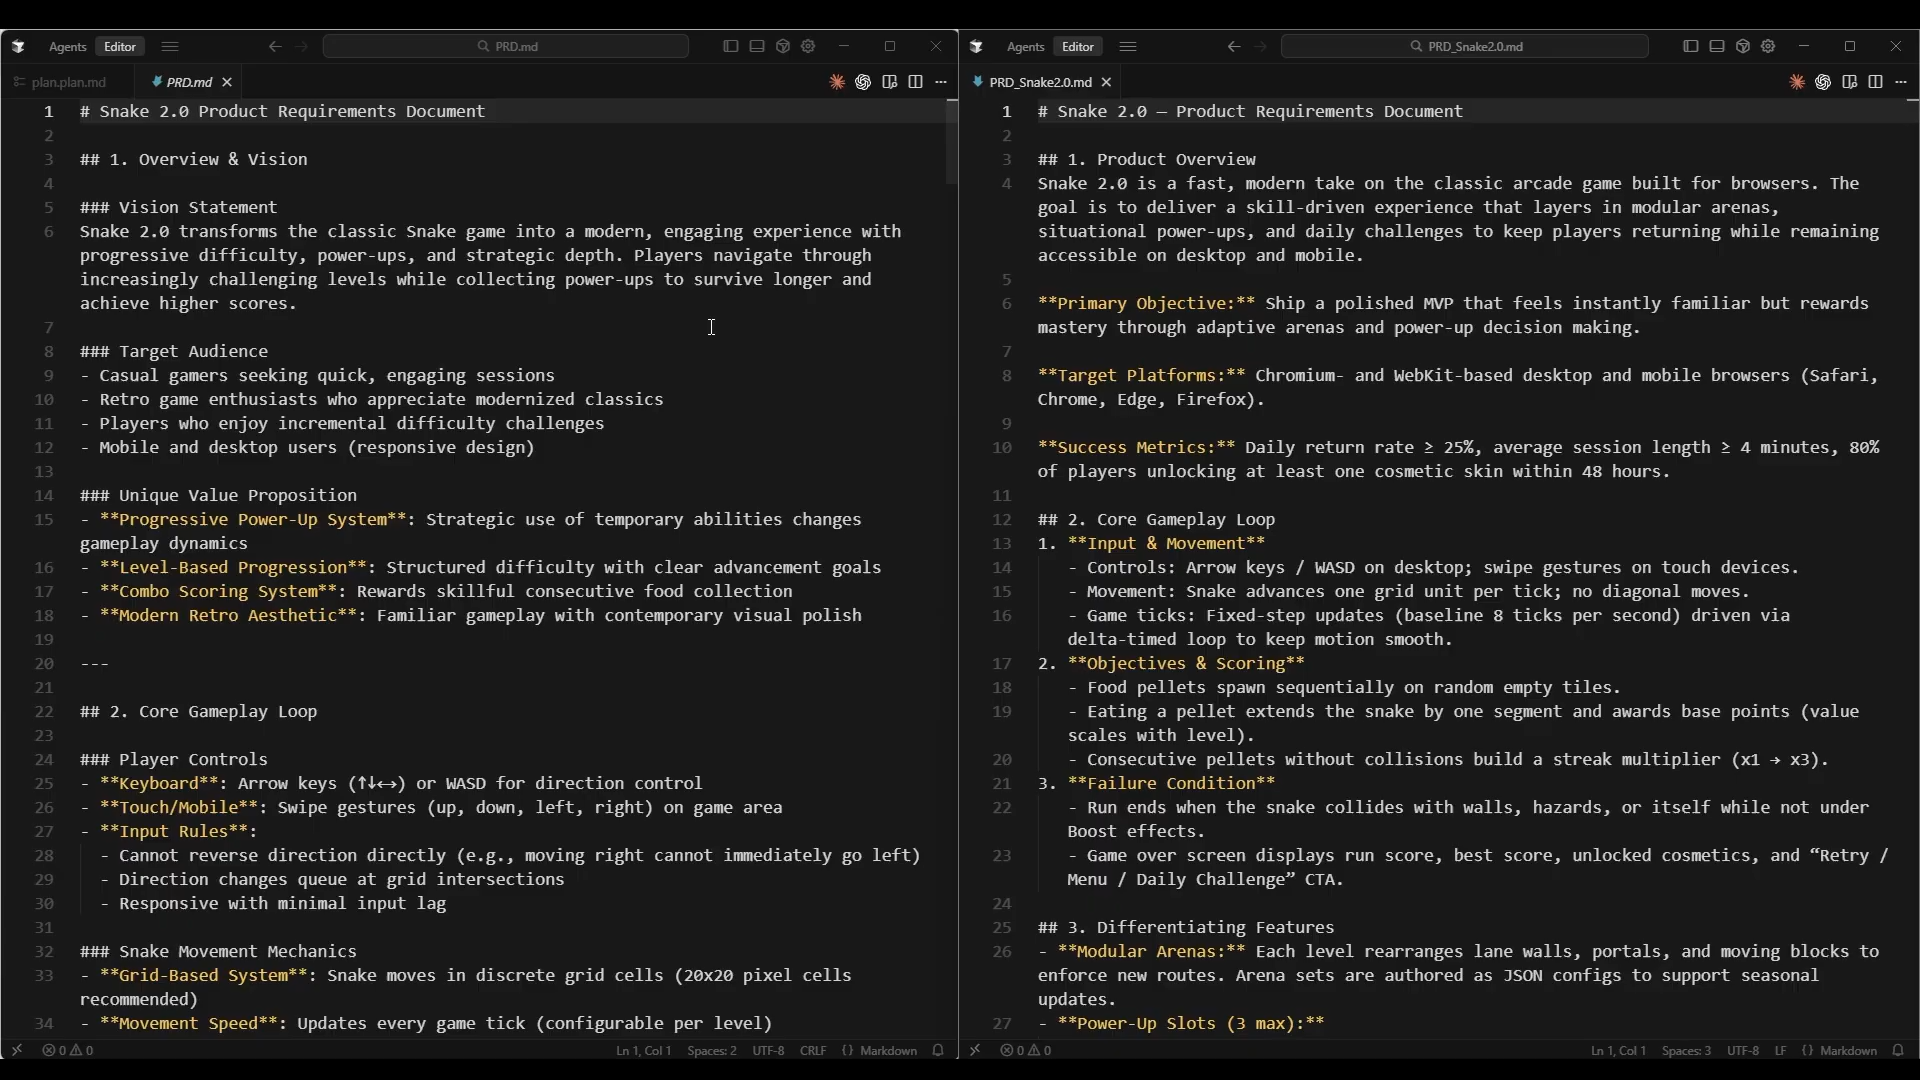 Agents Editor PRD.md
plan.plan.md PRD.md
1 # Snake 2.0 Product Requirements Document
2
3 ## 1. Overview & Vision
4
5 ### Vision Statement
6 Snake 2.0 transforms the classic Snake game into a modern, engaging experience with
progressive difficulty, power-ups, and strategic depth. Players navigate through
increasingly challenging levels while collecting power-ups to survive longer and
achieve higher scores.
7
8 ### Target Audience
9 - Casual gamers seeking quick, engaging sessions
10 - Retro game enthusiasts who appreciate modernized classics
11 - Players who enjoy incremental difficulty challenges
12 - Mobile and desktop users (responsive design)
13
14 ### Unique Value Proposition
15 - **Progressive Power-Up System**: Strategic use of temporary abilities changes
gameplay dynamics
16 - **Level-Based Progression**: Structured difficulty with clear advancement goals
17 - **Combo Scoring System**: Rewards skillful consecutive food collection
18 - **Modern Retro Aesthetic**: Familiar gameplay with contemporary visual polish
19
20 ---
21
22 ## 2. Core Gameplay Loop
23
24 ### Player Controls
25 - **Keyboard**: Arrow keys (↑↓←→) or WASD for direction control
26 - **Touch/Mobile**: Swipe gestures (up, down, left, right) on game area
27 - **Input Rules**:
28 - Cannot reverse direction directly (e.g., moving right cannot immediately go left)
29 - Direction changes queue at grid intersections
30 - Responsive with minimal input lag
31
32 ### Snake Movement Mechanics
33 - **Grid-Based System**: Snake moves in discrete grid cells (20x20 pixel cells
recommended)
34 - **Movement Speed**: Updates every game tick (configurable per level)
0 0 Ln 1, Col 1 Spaces: 2 UTF-8 CRLF {} Markdown
Agents Editor PRD_Snake2.0.md
PRD_Snake2.0.md
1 # Snake 2.0 — Product Requirements Document
2
3 ## 1. Product Overview
4 Snake 2.0 is a fast, modern take on the classic arcade game built for browsers. The
goal is to deliver a skill-driven experience that layers in modular arenas,
situational power-ups, and daily challenges to keep players returning while remaining
accessible on desktop and mobile.
5
6 **Primary Objective:** Ship a polished MVP that feels instantly familiar but rewards
mastery through adaptive arenas and power-up decision making.
7
8 **Target Platforms:** Chromium- and WebKit-based desktop and mobile browsers (Safari,
Chrome, Edge, Firefox).
9
10 **Success Metrics:** Daily return rate ≥ 25%, average session length ≥ 4 minutes, 80%
of players unlocking at least one cosmetic skin within 48 hours.
11
12 ## 2. Core Gameplay Loop
13 1. **Input & Movement**
14 - Controls: Arrow keys / WASD on desktop; swipe gestures on touch devices.
15 - Movement: Snake advances one grid unit per tick; no diagonal moves.
16 - Game ticks: Fixed-step updates (baseline 8 ticks per second) driven via
delta-timed loop to keep motion smooth.
17 2. **Objectives & Scoring**
18 - Food pellets spawn sequentially on random empty tiles.
19 - Eating a pellet extends the snake by one segment and awards base points (value
scales with level).
20 - Consecutive pellets without collisions build a streak multiplier (x1 → x3).
21 3. **Failure Condition**
22 - Run ends when the snake collides with walls, hazards, or itself while not under
Boost effects.
23 - Game over screen displays run score, best score, unlocked cosmetics, and “Retry /
Menu / Daily Challenge” CTA.
24
25 ## 3. Differentiating Features
26 - **Modular Arenas:** Each level rearranges lane walls, portals, and moving blocks to
enforce new routes. Arena sets are authored as JSON configs to support seasonal
updates.
27 - **Power-Up Slots (3 max):**
0 0 Ln 1, Col 1 Spaces: 3 UTF-8 LF {} Markdown